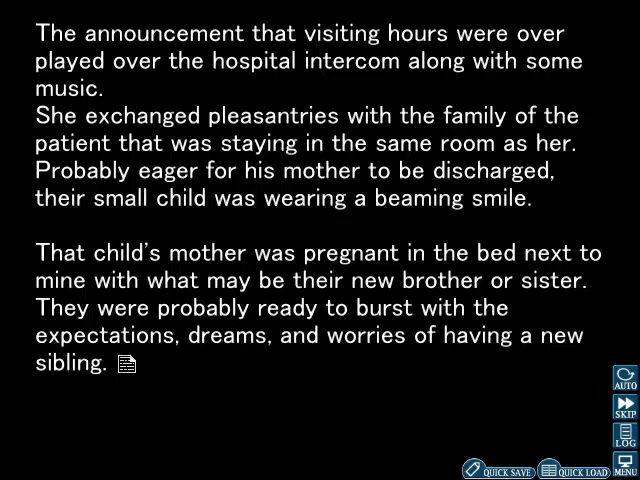 The announcement that visiting hours were over
played over the hospital intercom along with some
music.
She exchanged pleasantries with the family of the
patient that was staying in the same room as her.
Probably eager for his mother to be discharged,
their small child was wearing a beaming smile.
That child's mother was pregnant in the bed next to
mine with what may be their new brother or sister.
They were probably ready to burst with the
expectations, dreams, and worries of having a new
sibling.
AUTO
SKIP
LOG
MENU
QUICK SAVE
QUICK LOAD